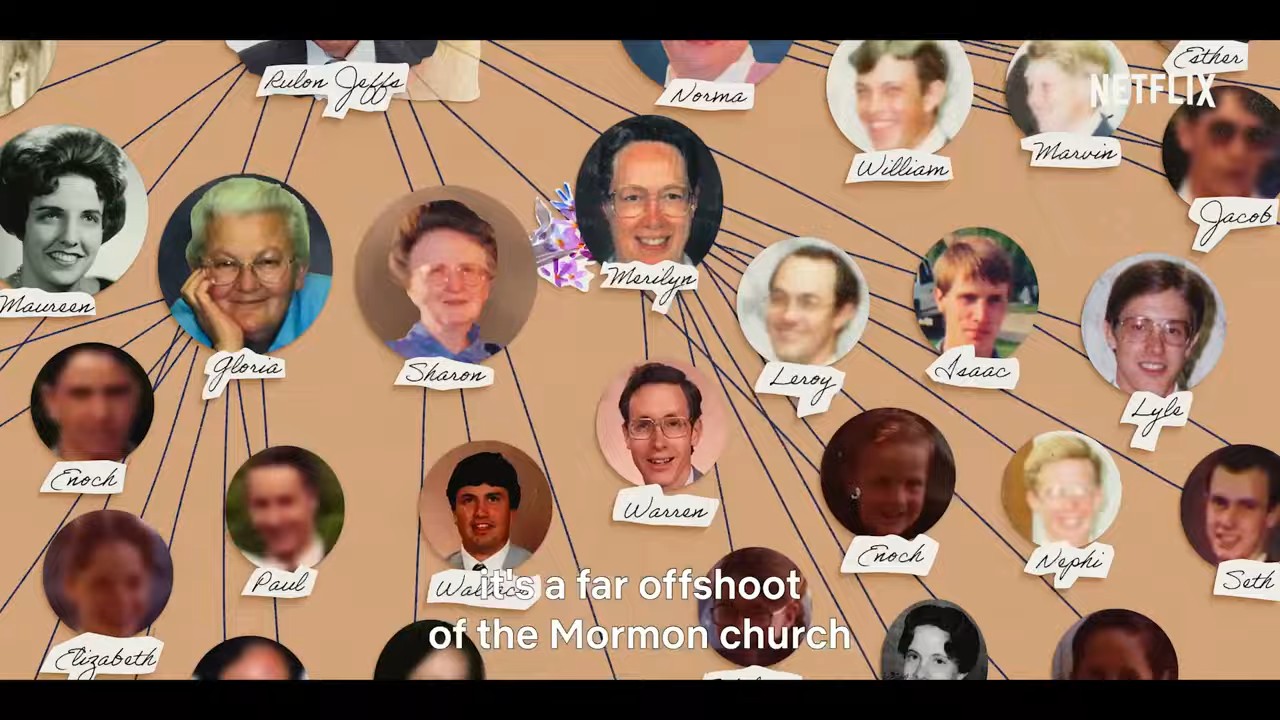 Esther
Rulon Jeffs
Norma
NETFLIX
William
Marvin
Jacob
Maureen
Merilyn
Gloria
Sharon
Leroy
Isaac
Lyle
Enoch
Warren
Paul
Enoch
Nephi
Seth
it's a far offshoot
of the Mormon church
Elizabeth